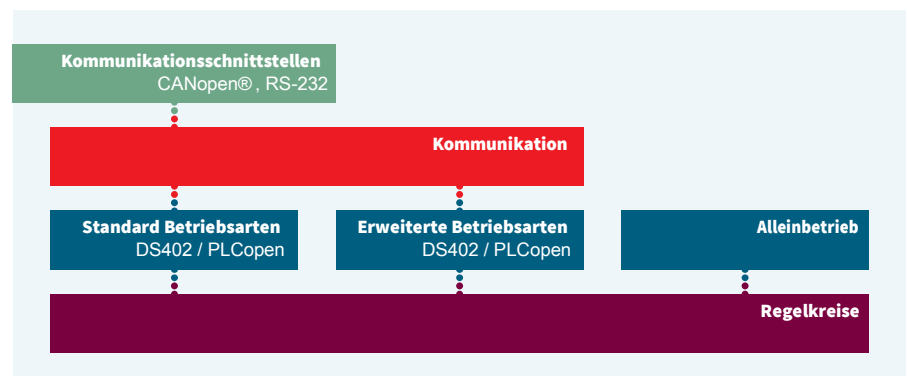 Kommunikationsschnittstellen
CANopen® , RS-232
Kommunikation
Standard Betriebsarten
DS402 / PLCopen
Erweiterte Betriebsarten
DS402 / PLCopen
Alleinbetrieb
Regelkreise